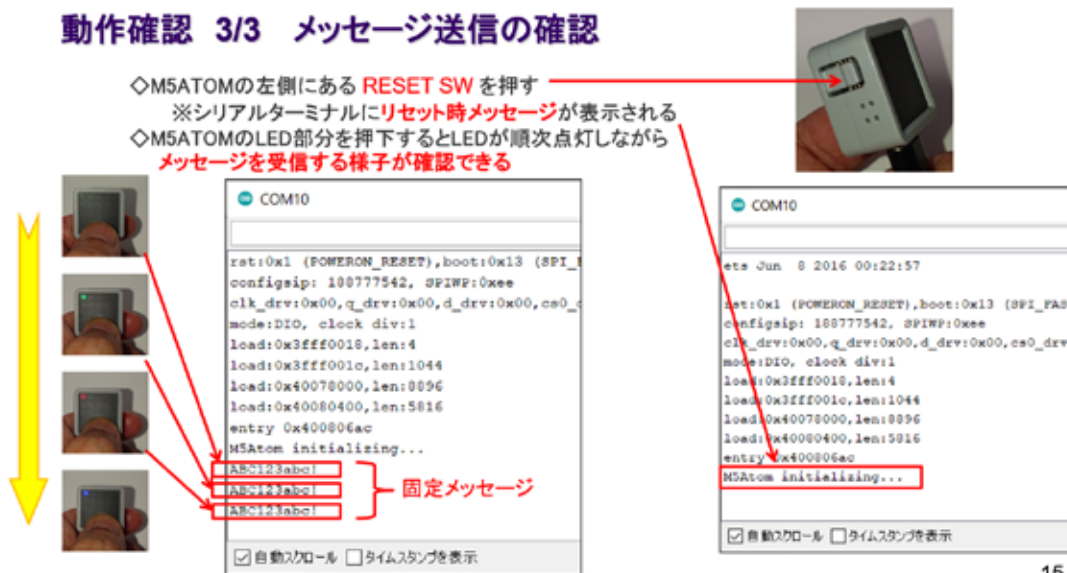 動作確認 3/3 メッセージ送信の確認
◇M5ATOMの左側にある RESET SW を押す
※シリアルターミナルにリセット時メッセージが表示される
◇M5ATOMのLED部分を押下するとLEDが順次点灯しながら
メッセージを受信する様子が確認できる
COM10
rst:0x1 (POWERON_RESET),boot:0x13 (SPI_
configsip: 188777542, SPIWP:0xee
clk_drv:0x00,q_drv:0x00,d_drv:0x00,cs0_
mode:DIO, clock div:1
load:0x3fff0018,len:4
load:0x3fff001c,len:1044
load:0x40078000,len:8896
load:0x40080400,len:5816
entry 0x400806ac
M5Atom initializing...
ABC123abc!
ABC123abc!
ABC123abc!
固定メッセージ
自動スクロール タイムスタンプを表示
COM10
ets Jun 8 2016 00:22:57
rst:0x1 (POWERON_RESET),boot:0x13 (SPI_FAS
configsip: 188777542, SPIWP:0xee
clk_drv:0x00,q_drv:0x00,d_drv:0x00,cs0_drv
mode:DIO, clock div:1
load:0x3fff0018,len:4
load:0x3fff001c,len:1044
load:0x40078000,len:8896
load:0x40080400,len:5816
entry 0x400806ac
M5Atom initializing...
自動スクロール タイムスタンプを表示
15